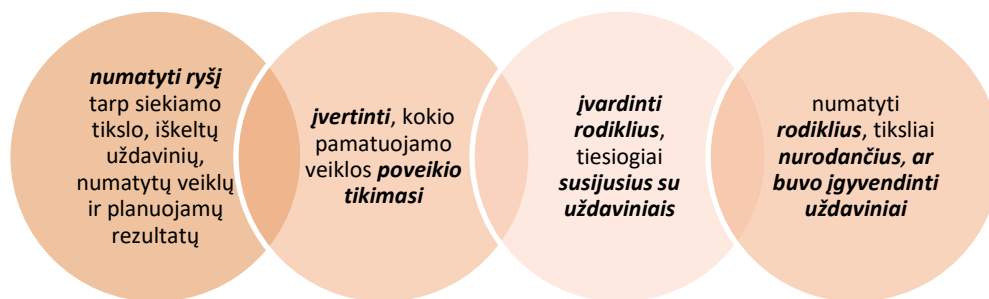 numatyti ryšį
tarp siekiamo
tikslo, iškeltų
uždavinių,
numatytų veiklų
ir planuojamų
rezultatų
įvertinti, kokio
pamatuojamo
veiklos poveikio
tikimasi
įvardinti
rodiklius,
tiesiogiai
susijusius su
uždaviniais
numatyti
rodiklius, tiksliai
nurodančius, ar
buvo įgyvendinti
uždaviniai